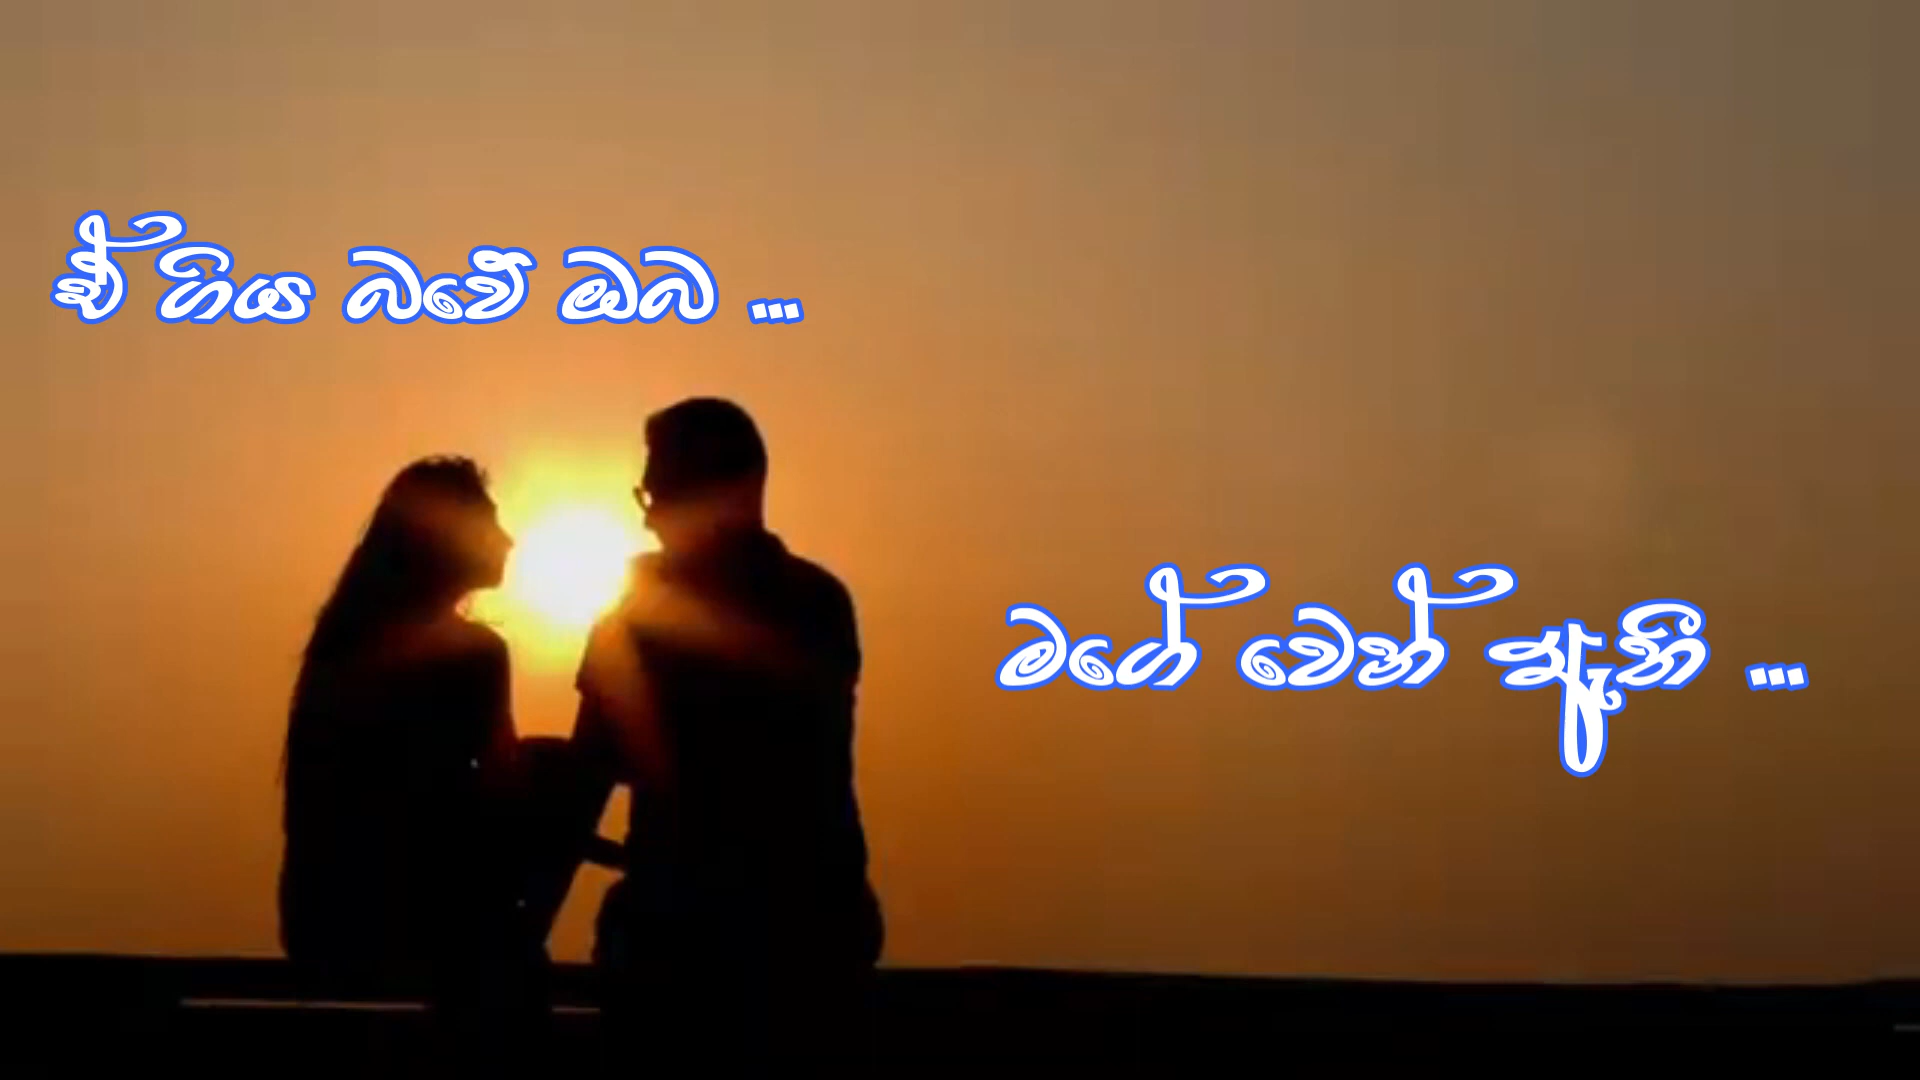 ඒ ගිය බවේ ඔබ ...
මගේ වෙන් ඇති ...